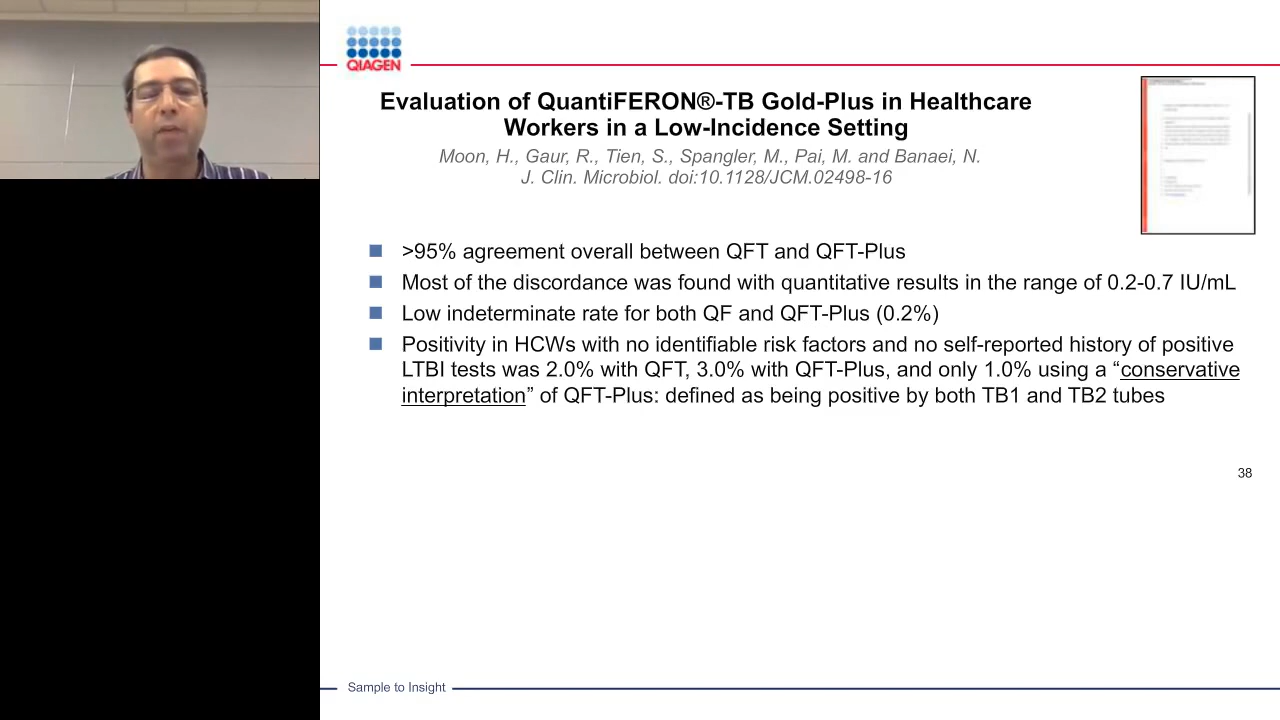 QIAGEN
Evaluation of QuantiFERON®-TB Gold-Plus in Healthcare
Workers in a Low-Incidence Setting
Moon, H., Gaur, R., Tien, S., Spangler, M., Pai, M. and Banaei, N.
J. Clin. Microbiol. doi:10.1128/JCM.02498-16
>95% agreement overall between QFT and QFT-Plus
Most of the discordance was found with quantitative results in the range of 0.2-0.7 IU/mL
Low indeterminate rate for both QF and QFT-Plus (0.2%)
Positivity in HCWs with no identifiable risk factors and no self-reported history of positive
LTBI tests was 2.0% with QFT, 3.0% with QFT-Plus, and only 1.0% using a “conservative
interpretation” of QFT-Plus: defined as being positive by both TB1 and TB2 tubes
38
Sample to Insight